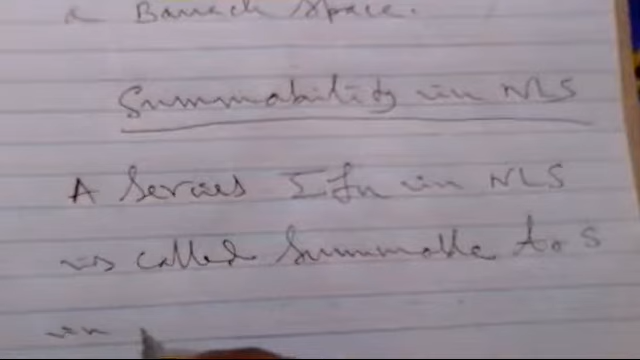 a Banach space.
Summability in NLS
A Series Σfn in NLS
is called Summable to S
in